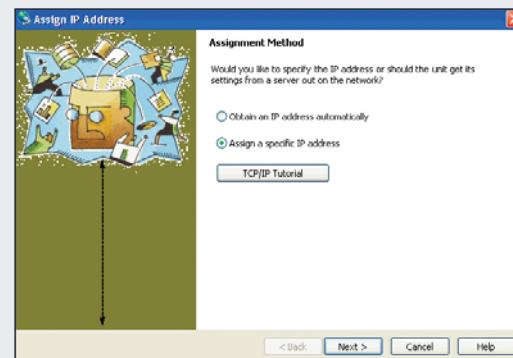 Assign IP Address
Assignment Method
Would you like to specify the IP address or should the unit get its
settings from a server out on the network?
Obtain an IP address automatically
Assign a specific IP address
TCP/IP Tutorial
< Back
Next >
Cancel
Help